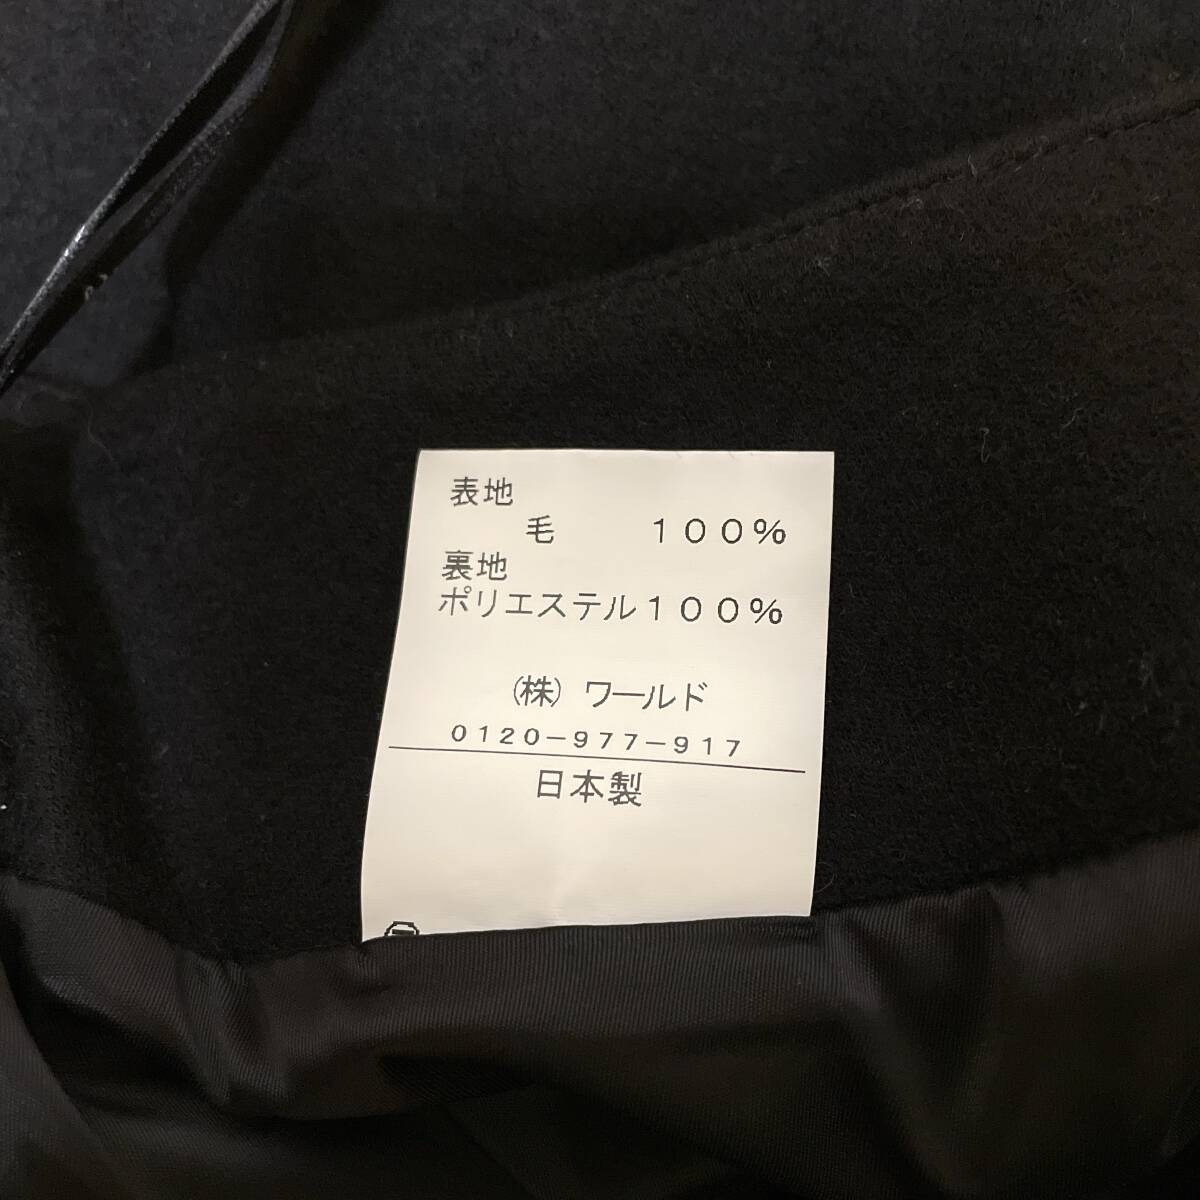 表地
毛 100%
裏地
ポリエステル100%
(株) ワールド
0120-977-917
日本製